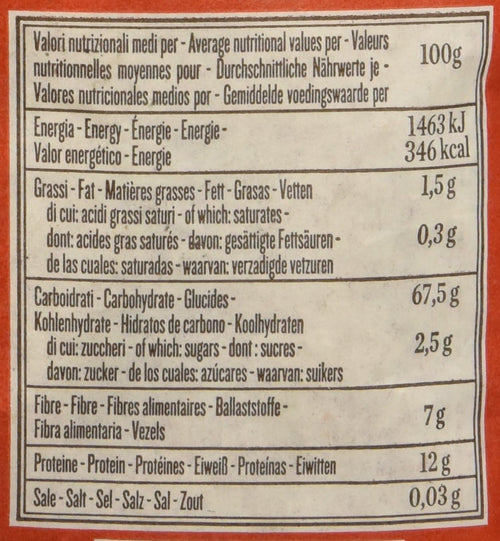 Valori nutrizionali medi per - Average nutritional values per - Valeurs
nutritionnelles moyennes pour - Durchschnittliche Nährwerte je -
Valores nutricionales medios por - Gemiddelde voedingswaarde per
100g
Energia - Energy - Énergie - Energie -
Valor energético - Energie
1463 kJ
346 kcal
Grassi - Fat - Matières grasses - Fett - Grasas - Vetten
1,5 g
di cui: acidi grassi saturi - of which: saturates -
dont: acides gras saturés - davon: gesättigte Fettsäuren -
de las cuales: saturadas - waarvan: verzadigde vetzuren
0,3 g
Carboidrati - Carbohydrate - Glucides -
Kohlenhydrate - Hidratos de carbono - Koolhydraten
67,5 g
di cui: zuccheri - of which: sugars - dont : sucres -
davon: zucker - de los cuales: azúcares - waarvan: suikers
2,5 g
Fibre - Fibre - Fibres alimentaires - Ballaststoffe -
Fibra alimentaria - Vezels
7 g
Proteine - Protein - Protéines - Eiweiß - Proteínas - Eiwitten
12 g
Sale - Salt - Sel - Salz - Sal - Zout
0,03 g